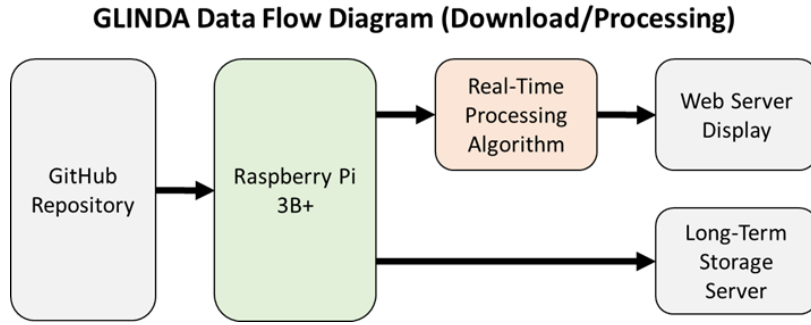 GLINDA Data Flow Diagram (Download/Processing)
GitHub
Repository
Raspberry Pi
3B+
Real-Time
Processing
Algorithm
Web Server
Display
Long-Term
Storage
Server